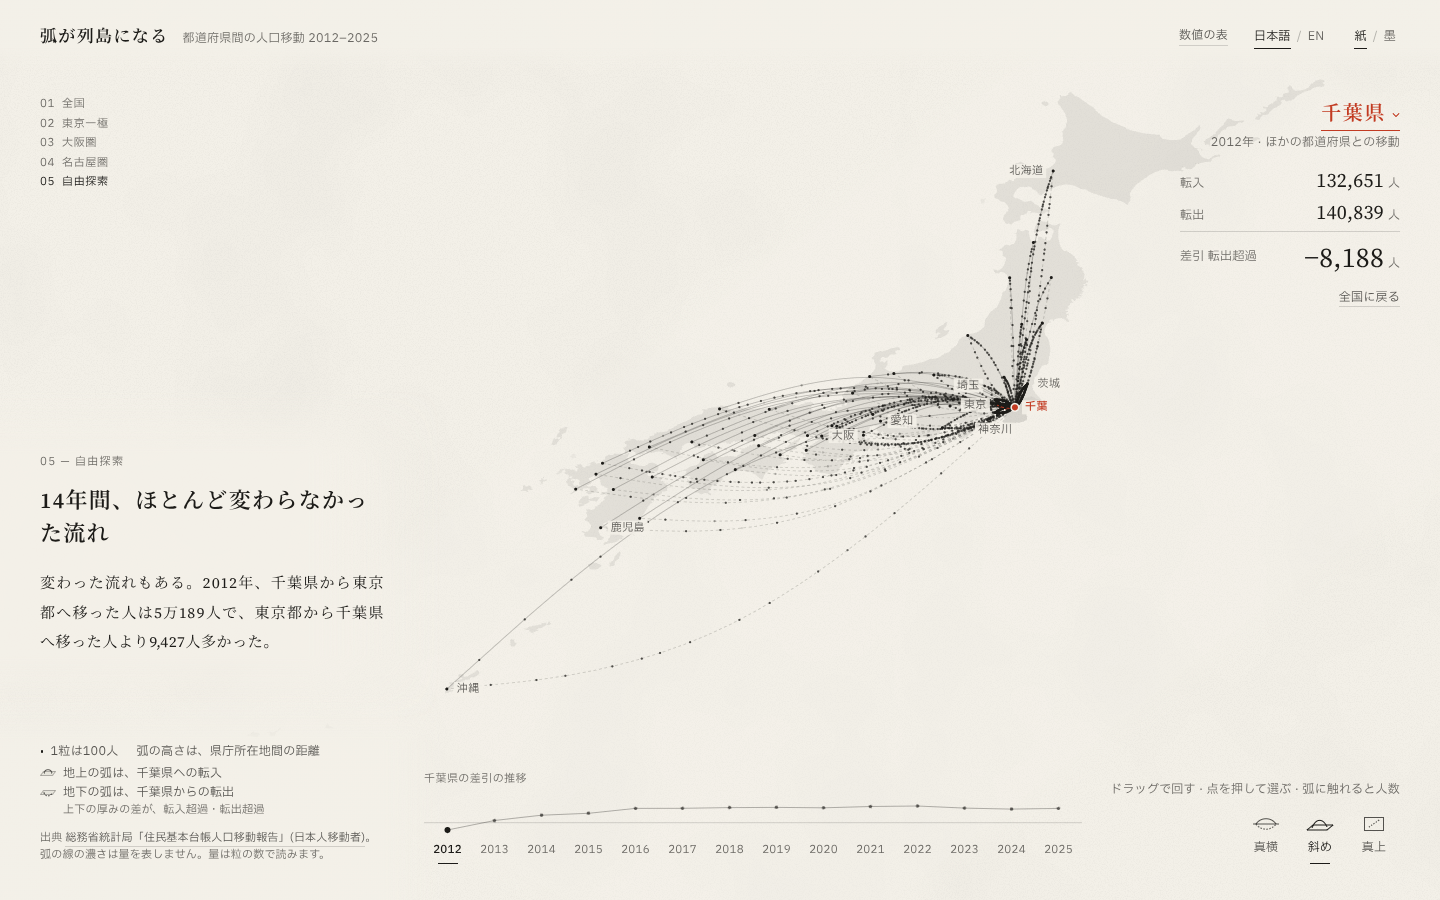 弧が列島になる 都道府県間の人口移動 2012–2025
数値の表 日本語 / EN 紙 / 墨
01 全国
02 東京一極
03 大阪圏
04 名古屋圏
05 自由探索
千葉県
2012年 · ほかの都道府県との移動
転入 132,651 人
転出 140,839 人
差引 転出超過 −8,188 人
全国に戻る
北海道
埼玉
茨城
東京
千葉
愛知
神奈川
大阪
鹿児島
沖縄
05 — 自由探索
14年間、ほとんど変わらなかっ
た流れ
変わった流れもある。2012年、千葉県から東京
都へ移った人は5万189人で、東京都から千葉県
へ移った人より9,427人多かった。
1粒は100人 弧の高さは、県庁所在地間の距離
地上の弧は、千葉県への転入
地下の弧は、千葉県からの転出
上下の厚みの差が、転入超過・転出超過
出典 総務省統計局「住民基本台帳人口移動報告」(日本人移動者)。
弧の線の濃さは量を表しません。量は粒の数で読みます。
千葉県の差引の推移
2012 2013 2014 2015 2016 2017 2018 2019 2020 2021 2022 2023 2024 2025
ドラッグで回す · 点を押して選ぶ · 弧に触れると人数
真横 斜め 真上